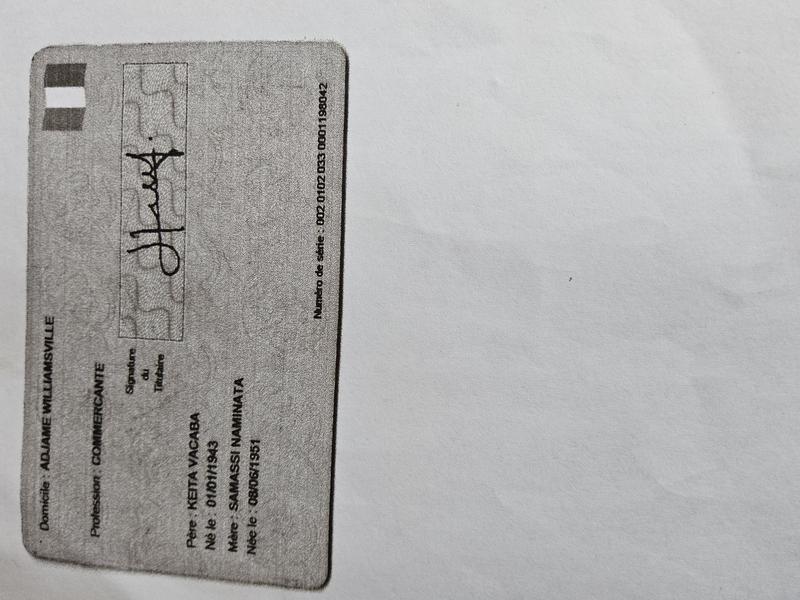 Domicile : ADJAME WILLIAMSVILLE
Profession : COMMERCANTE
Signature
du
Titulaire
Père : KEITA VACABA
Né le : 01/01/1943
Mère : SAMASSI NAMINATA
Née le : 08/06/1951
Numéro de série : 002 0102 033 0001198042